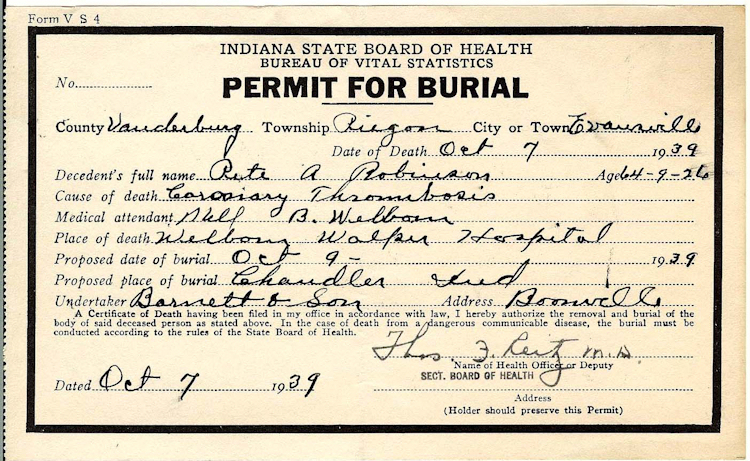 Form V S 4
INDIANA STATE BOARD OF HEALTH
BUREAU OF VITAL STATISTICS
No.
PERMIT FOR BURIAL
County Vanderburg Township Piegon City or Town Evansville
Date of Death Oct 7 1939
Decedent's full name Pete A Robinson Age 64-9-26
Cause of death Coronary Thrombosis
Medical attendant B. Welborn
Place of death Welborn Walker Hospital
Proposed date of burial Oct 9- 1939
Proposed place of burial Chandler Ind
Undertaker Barnett & Son Address Boonville
A Certificate of Death having been filed in my office in accordance with law, I hereby authorize the removal and burial of the
body of said deceased person as stated above. In the case of death from a dangerous communicable disease, the burial must be
conducted according to the rules of the State Board of Health.
Thos. J. Reitz M.D.
Name of Health Officer or Deputy
SECT. BOARD OF HEALTH
Dated Oct 7 1939
Address
(Holder should preserve this Permit)